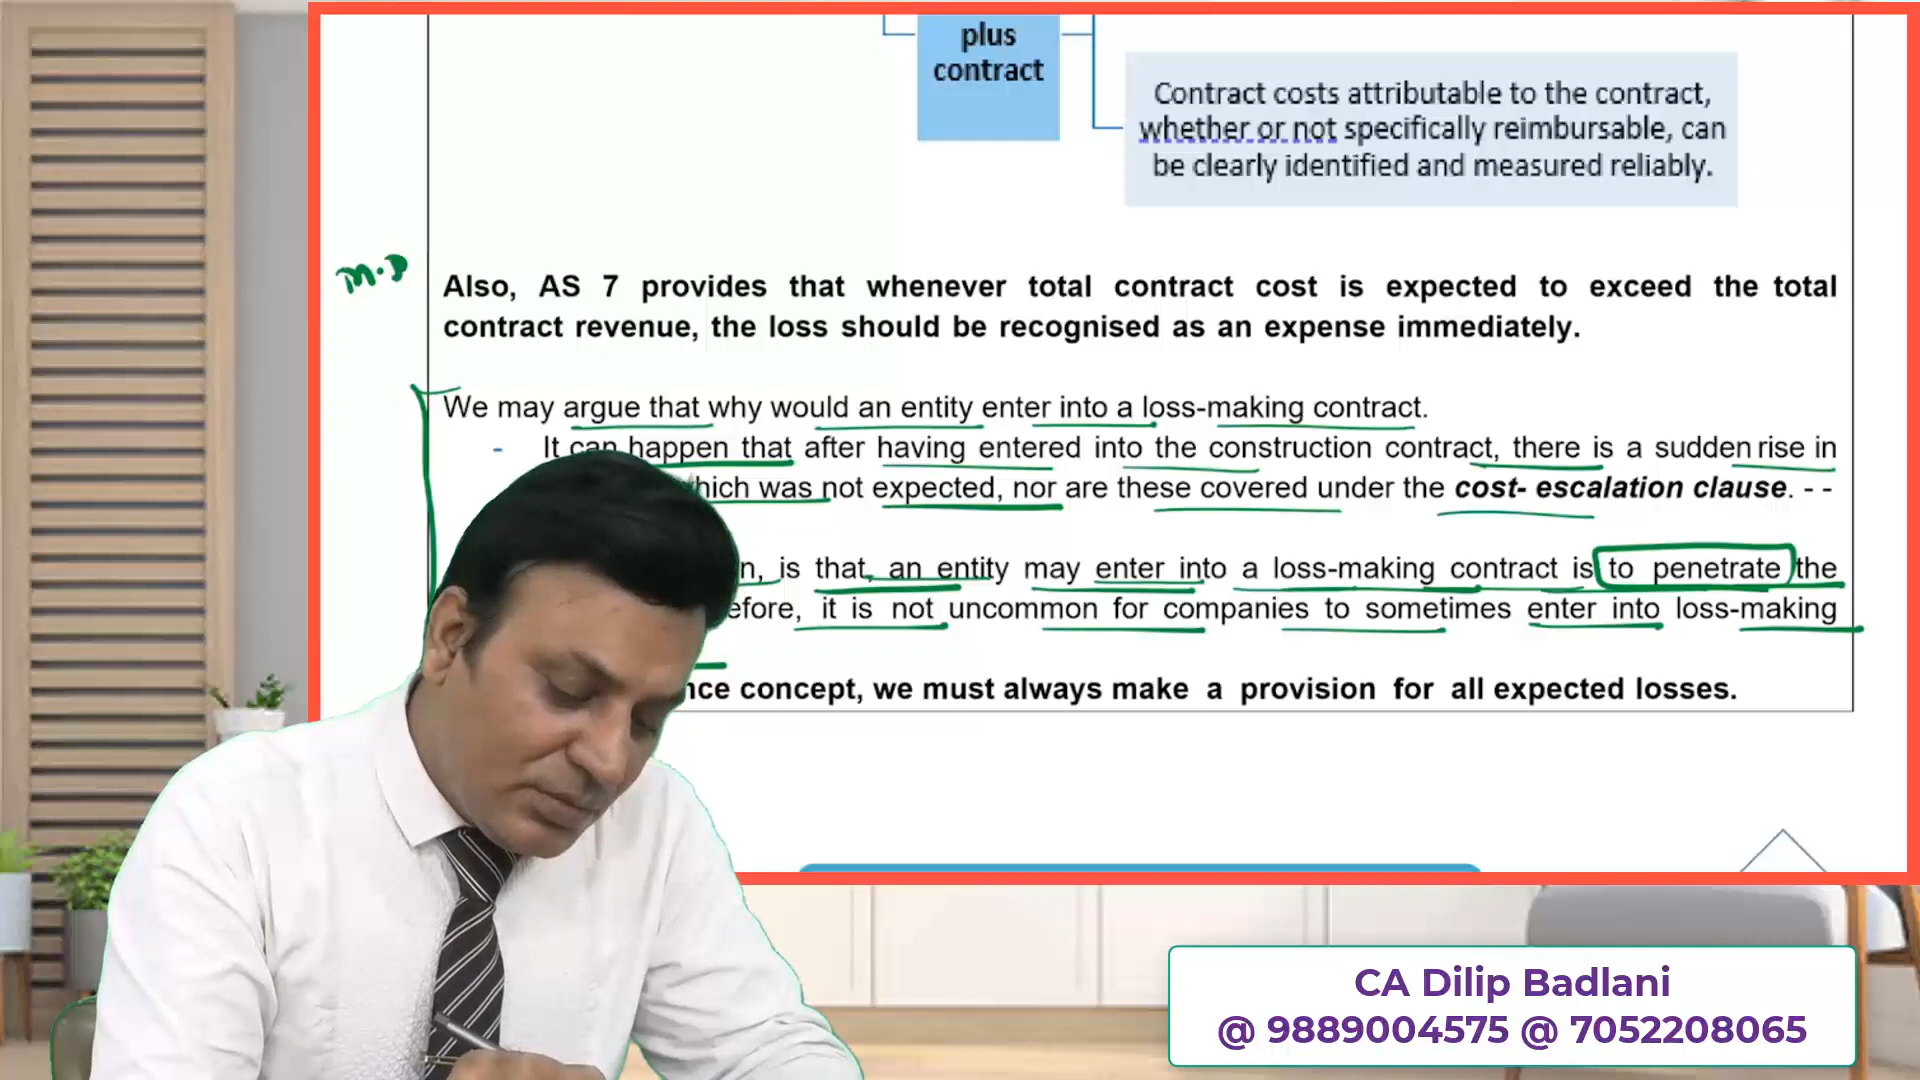 plus
contract
Contract costs attributable to the contract,
whether or not specifically reimbursable, can
be clearly identified and measured reliably.
Also, AS 7 provides that whenever total contract cost is expected to exceed the total
contract revenue, the loss should be recognised as an expense immediately.
We may argue that why would an entity enter into a loss-making contract.
- It can happen that after having entered into the construction contract, there is a sudden rise in
which was not expected, nor are these covered under the cost- escalation clause. - -
is that, an entity may enter into a loss-making contract is to penetrate the
it is not uncommon for companies to sometimes enter into loss-making
concept, we must always make a provision for all expected losses.
CA Dilip Badlani
@ 9889004575 @ 7052208065